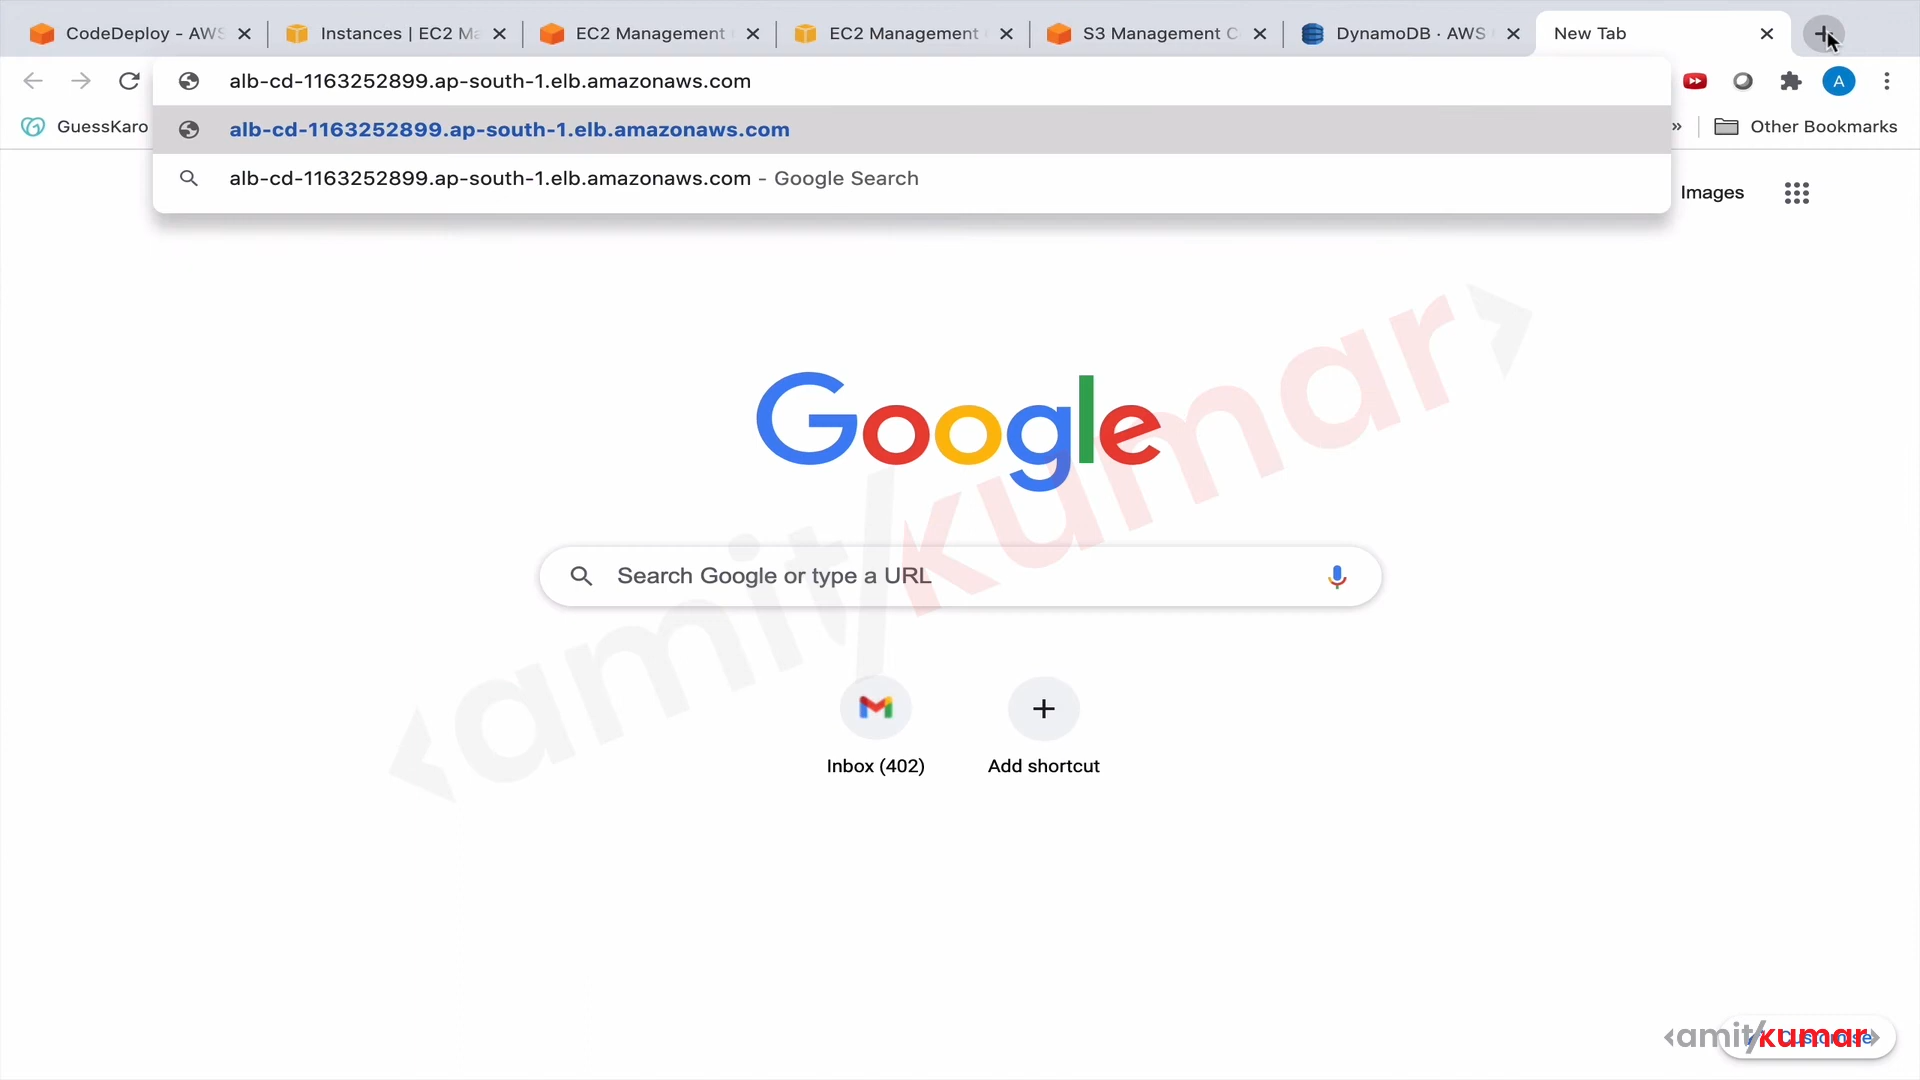 CodeDeploy - AWS
Instances | EC2 Ma
EC2 Management
EC2 Management
S3 Management C
DynamoDB · AWS
New Tab
alb-cd-1163252899.ap-south-1.elb.amazonaws.com
A
GuessKaro
alb-cd-1163252899.ap-south-1.elb.amazonaws.com
» Other Bookmarks
alb-cd-1163252899.ap-south-1.elb.amazonaws.com - Google Search
Images
Google
Search Google or type a URL
<amit/kumar>
Inbox (402)
Add shortcut
<amit/kumar>